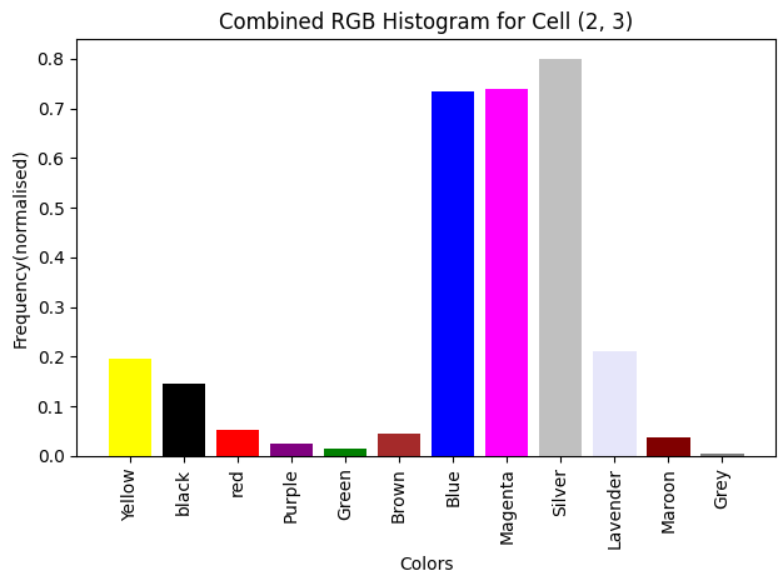 Combined RGB Histogram for Cell (2, 3)
Frequency(normalised)
0.8
0.7
0.6
0.5
0.4
0.3
0.2
0.1
0.0
Yellow
black
red
Purple
Green
Brown
Blue
Magenta
Silver
Lavender
Maroon
Grey
Colors